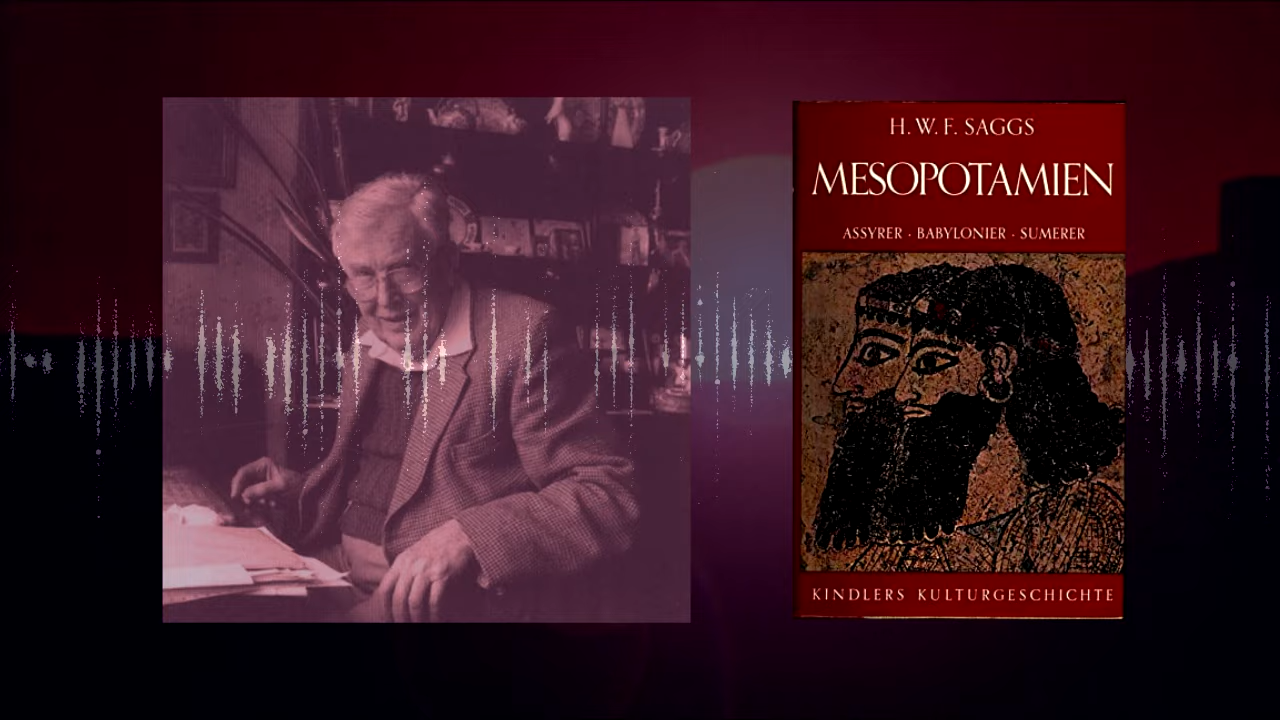 H. W. F. SAGGS
MESOPOTAMIEN
ASSYRER · BABYLONIER · SUMERER
KINDLERS KULTURGESCHICHTE